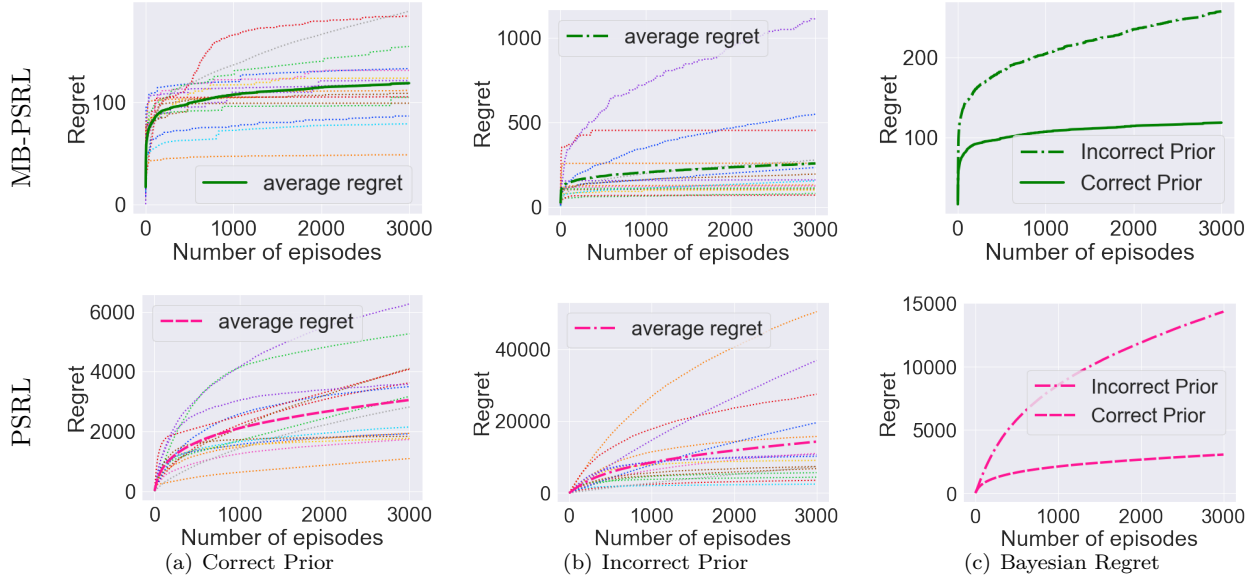 MB-PSRL
Regret
100
0
average regret
0 1000 2000 3000
Number of episodes
Regret
1000
500
0
average regret
0 1000 2000 3000
Number of episodes
Regret
200
100
Incorrect Prior
Correct Prior
0 1000 2000 3000
Number of episodes
PSRL
Regret
6000
4000
2000
0
average regret
0 1000 2000 3000
Number of episodes
(a) Correct Prior
Regret
40000
20000
0
average regret
0 1000 2000 3000
Number of episodes
(b) Incorrect Prior
Regret
15000
10000
5000
0
Incorrect Prior
Correct Prior
0 1000 2000 3000
Number of episodes
(c) Bayesian Regret